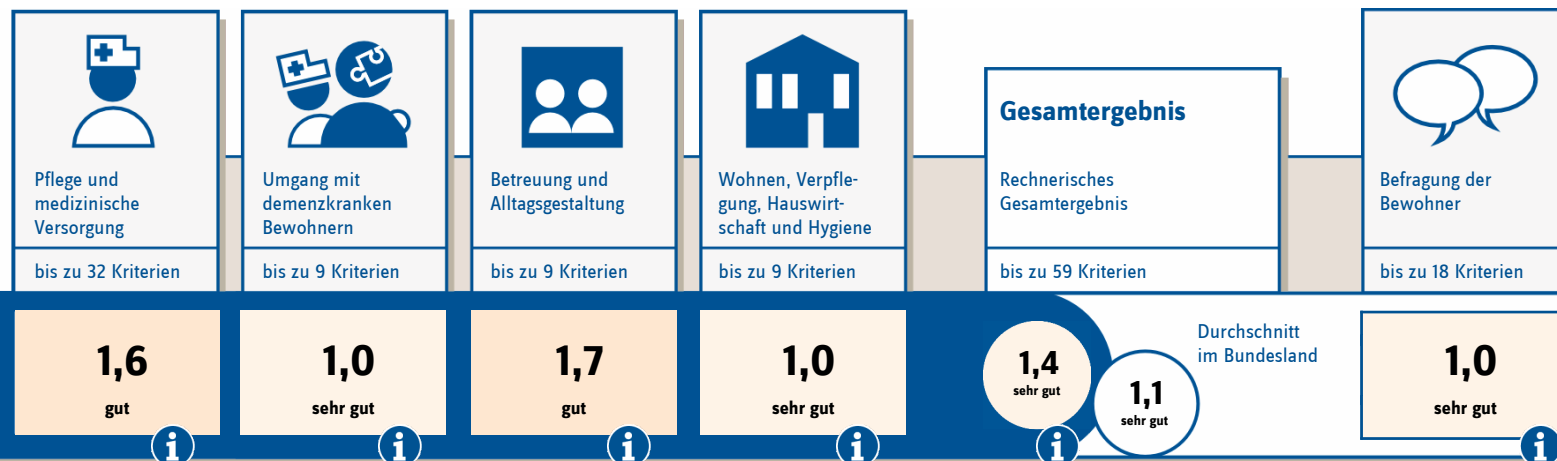 Pflege und
medizinische
Versorgung
bis zu 32 Kriterien
1,6
gut
i
Umgang mit
demenzkranken
Bewohnern
bis zu 9 Kriterien
1,0
sehr gut
i
Betreuung und
Alltagsgestaltung
bis zu 9 Kriterien
1,7
gut
i
Wohnen, Verpfle-
gung, Hauswirt-
schaft und Hygiene
bis zu 9 Kriterien
1,0
sehr gut
i
Gesamtergebnis
Rechnerisches
Gesamtergebnis
bis zu 59 Kriterien
1,4
sehr gut
i
Durchschnitt
im Bundesland
1,1
sehr gut
Befragung der
Bewohner
bis zu 18 Kriterien
1,0
sehr gut
i